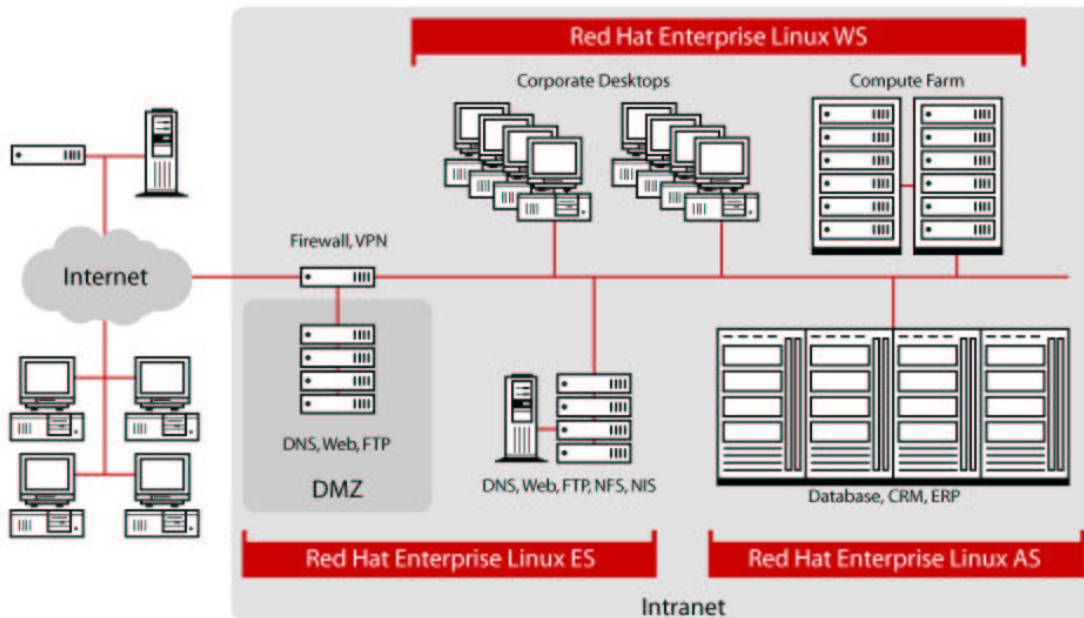 Red Hat Enterprise Linux WS
Corporate Desktops
Compute Farm
Firewall, VPN
Internet
DNS, Web, FTP
DMZ
DNS, Web, FTP, NFS, NIS
Database, CRM, ERP
Red Hat Enterprise Linux ES
Red Hat Enterprise Linux AS
Intranet